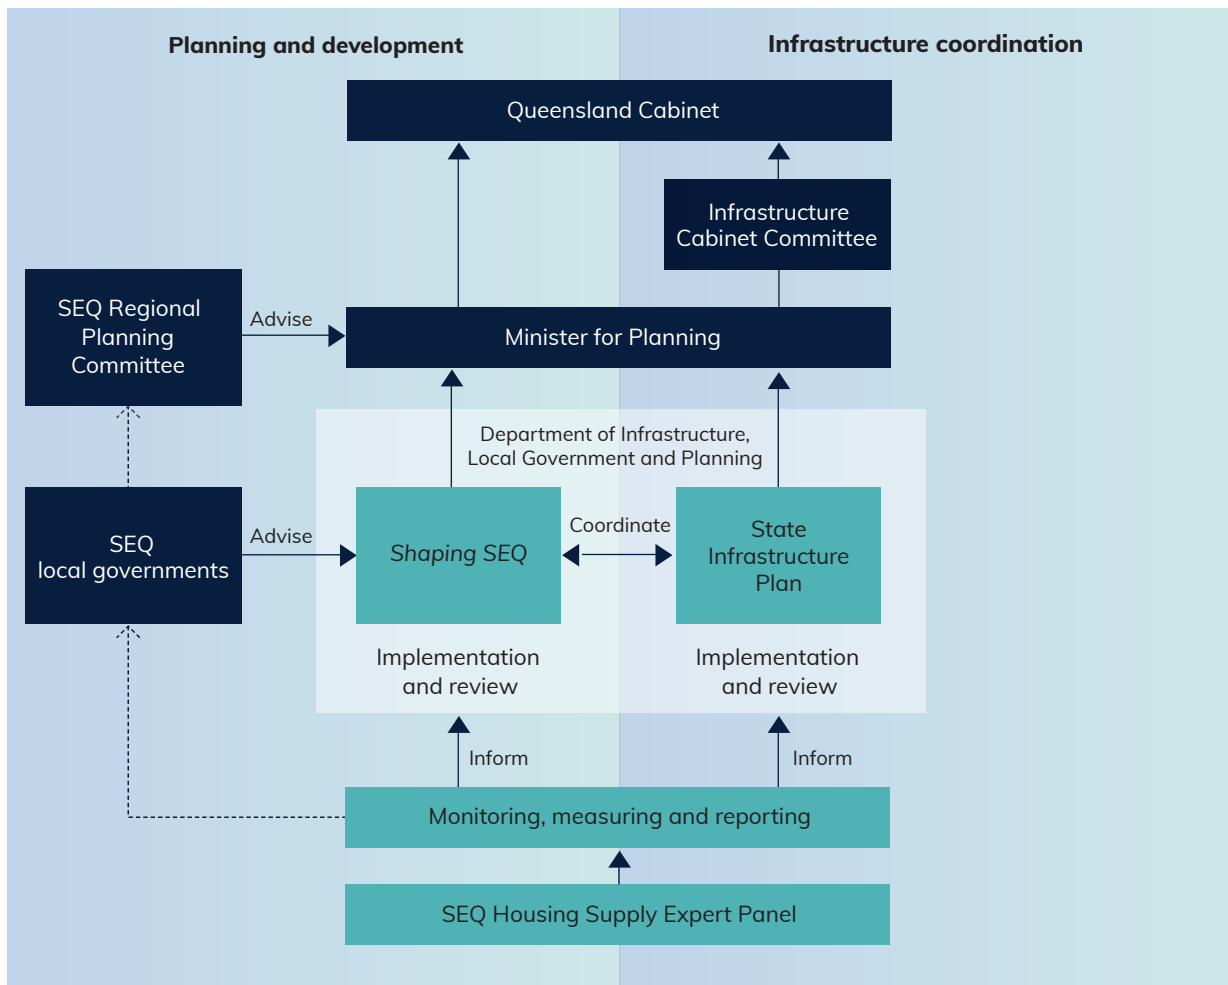 Planning and development
Infrastructure coordination
Queensland Cabinet
Infrastructure
Cabinet Committee
SEQ Regional
Planning
Committee
Advise
Minister for Planning
Department of Infrastructure,
Local Government and Planning
SEQ
local governments
Advise
Shaping SEQ
Coordinate
State
Infrastructure
Plan
Implementation
and review
Implementation
and review
Inform
Inform
Monitoring, measuring and reporting
SEQ Housing Supply Expert Panel